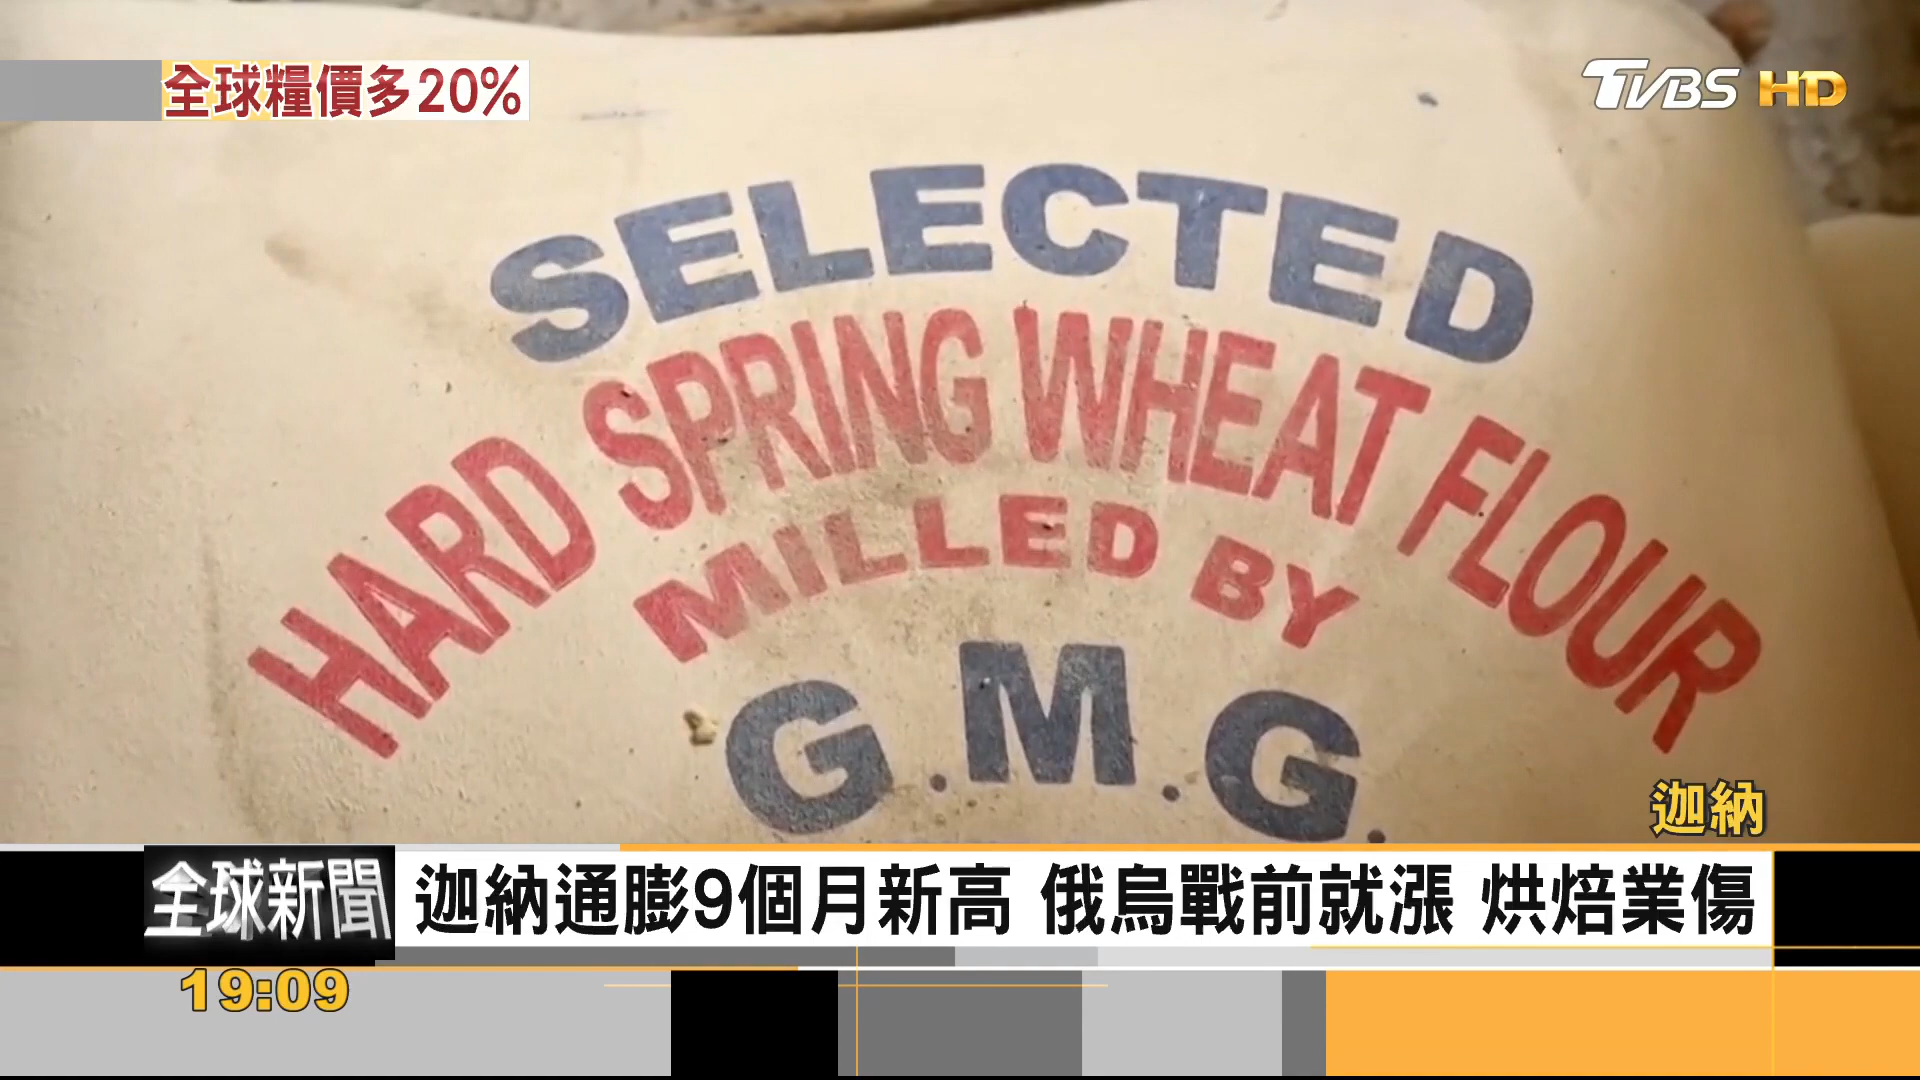 全球糧價多20%
TVBS HD
SELECTED
HARD SPRING WHEAT FLOUR
MILLED BY
G.M.G.
迦納
全球新聞
迦納通膨9個月新高 俄烏戰前就漲 烘焙業傷
19:09